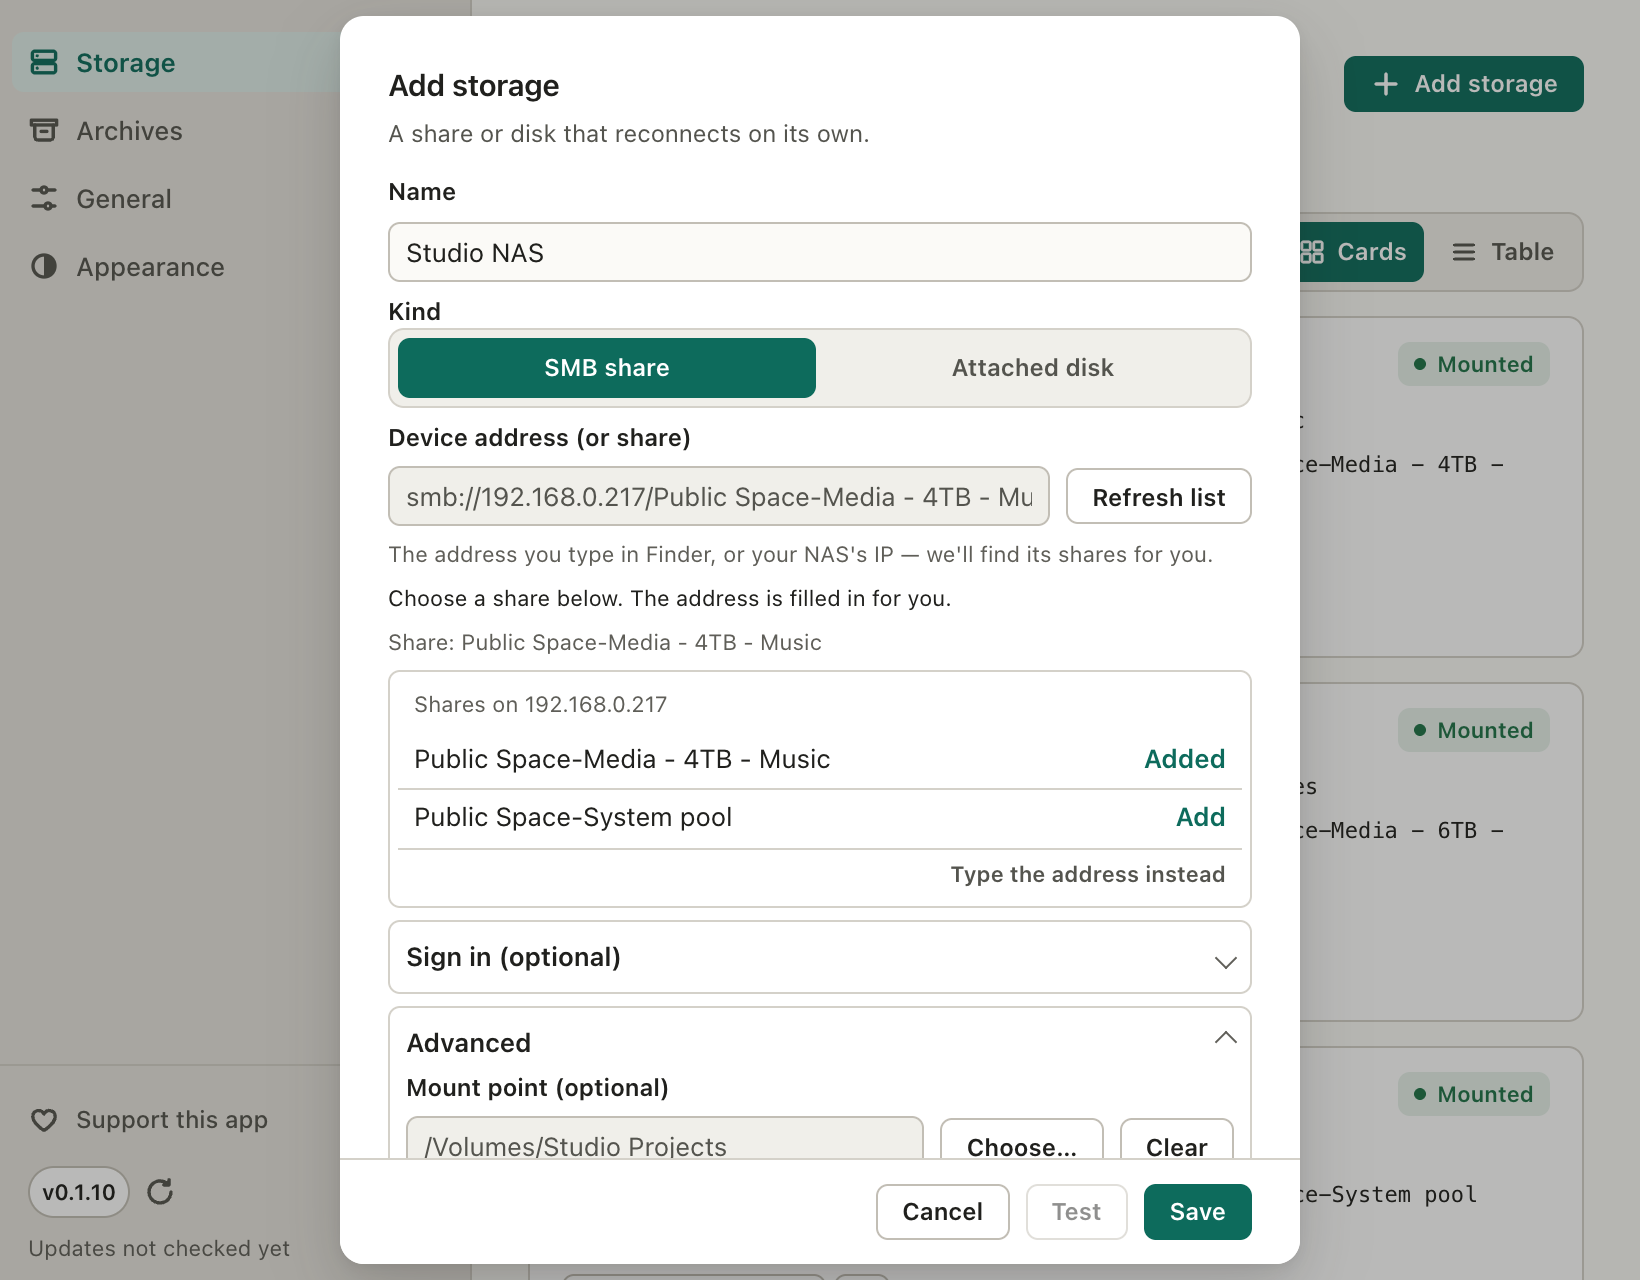 Storage
Archives
General
Appearance
Support this app
v0.1.10
Updates not checked yet
Add storage
A share or disk that reconnects on its own.
Name
Studio NAS
Kind
SMB share
Attached disk
Device address (or share)
smb://192.168.0.217/Public Space-Media - 4TB - Mu
Refresh list
The address you type in Finder, or your NAS's IP — we'll find its shares for you.
Choose a share below. The address is filled in for you.
Share: Public Space-Media - 4TB - Music
Shares on 192.168.0.217
Public Space-Media - 4TB - Music
Added
Public Space-System pool
Add
Type the address instead
Sign in (optional)
Advanced
Mount point (optional)
/Volumes/Studio Projects
Choose...
Clear
Cancel
Test
Save
Add storage
Cards
Table
Mounted
ce-Media - 4TB -
Mounted
es
ce-Media - 6TB -
Mounted
ce-System pool